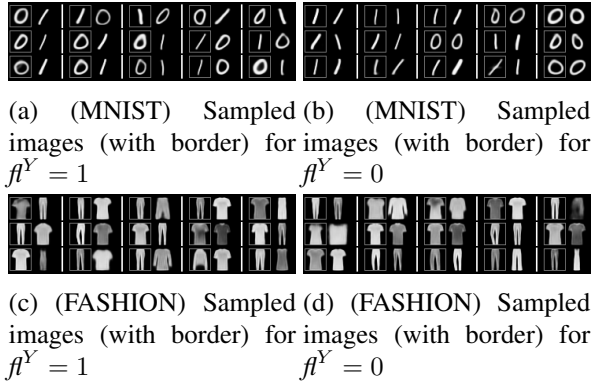 (a) (MNIST) Sampled
images (with border) for
fl^Y = 1
(b) (MNIST) Sampled
images (with border) for
fl^Y = 0
(c) (FASHION) Sampled
images (with border) for
fl^Y = 1
(d) (FASHION) Sampled
images (with border) for
fl^Y = 0